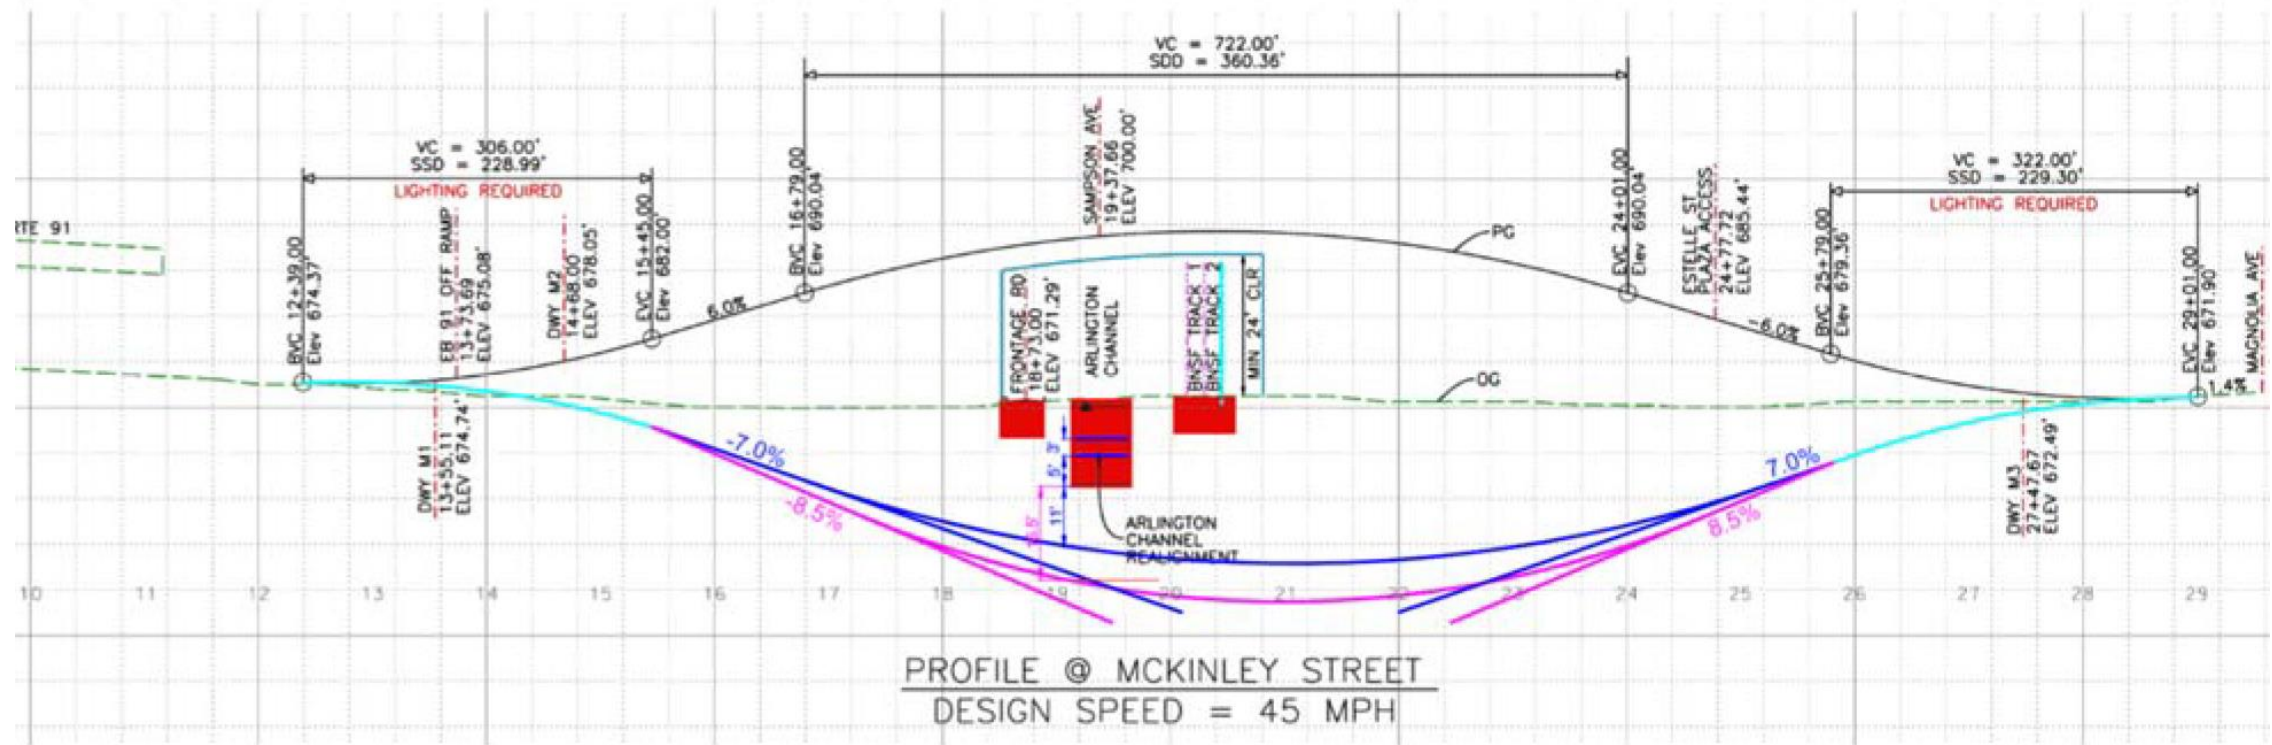 VC = 722.00'
SDD = 360.36'
VC = 306.00'
SSD = 228.99'
LIGHTING REQUIRED
VC = 322.00'
SSD = 229.30'
LIGHTING REQUIRED
RTE 91
BVC 12+39.00
Elev 674.37'
EB 91 OFF RAMP
13+73.69
ELEV 675.08'
DWY M2
14+68.00
ELEV 678.05'
EVC 15+45.00
Elev 682.00'
6.0%
BVC 16+79.00
Elev 690.04'
SAMPSON AVE
19+37.66
ELEV 700.00'
PG
EVC 24+01.00
Elev 690.04'
ESTELLE ST
PLAZA ACCESS
24+77.72
ELEV 685.44'
-6.0%
BVC 25+79.00
Elev 679.36'
EVC 29+01.00
Elev 671.90'
1.4%
MAGNOLIA AVE
FRONTAGE RD
18+73.00
ELEV 671.29'
ARLINGTON
CHANNEL
BNSF TRACK 1
BNSF TRACK 2
MIN 24' CLR
OG
DWY M1
13+55.11
ELEV 674.74'
-7.0%
-8.5%
3'
11'
ARLINGTON
CHANNEL
REALIGNMENT
7.0%
8.5%
DWY M3
27+47.67
ELEV 672.49'
10 11 12 13 14 15 16 17 18 19 20 21 22 23 24 25 26 27 28 29
PROFILE @ MCKINLEY STREET
DESIGN SPEED = 45 MPH